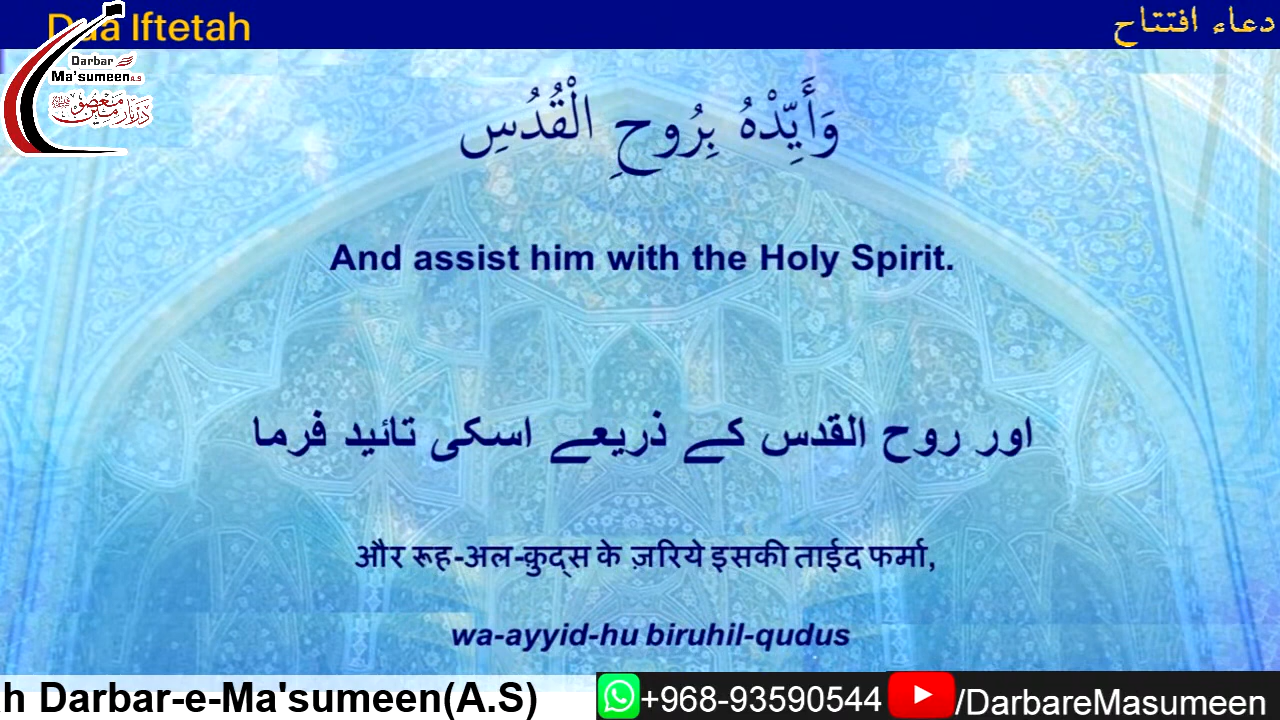 Dua Iftetah
دعاء افتتاح
Darbar
Ma'sumeen A.S
وَأَيِّدْهُ بِرُوحِ الْقُدُسِ
And assist him with the Holy Spirit.
اور روح القدس کے ذریعے اسکی تائید فرما
और रूह-अल-क़ुद्स के ज़रिये इसकी ताईद फर्मा,
wa-ayyid-hu biruhil-qudus
h Darbar-e-Ma'sumeen(A.S)
+968-93590544
/DarbareMasumeen